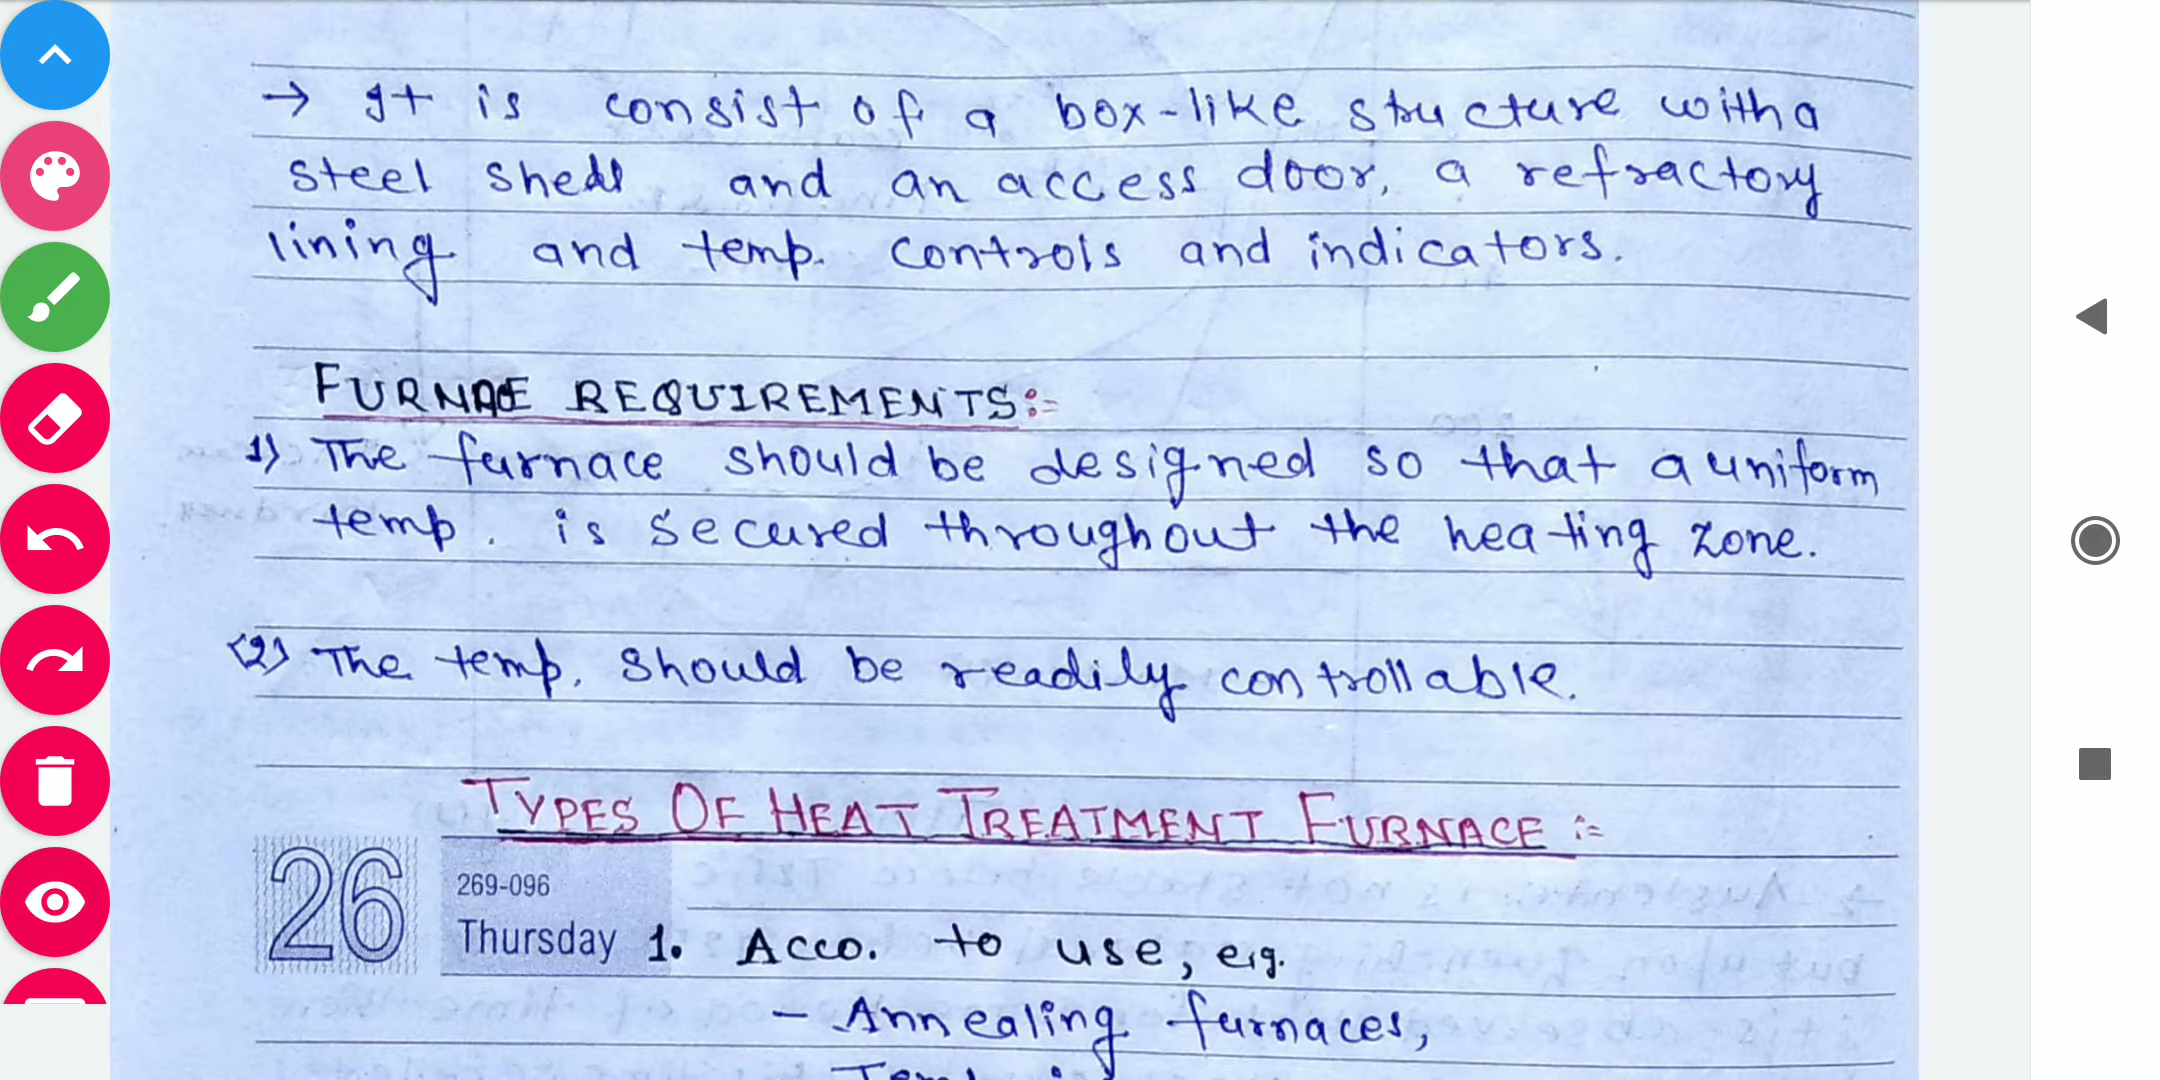 → It is consist of a box-like structure with a
steel shell and an access door, a refractory
lining and temp. controls and indicators.
FURNACE REQUIREMENTS:-
1) The furnace should be designed so that a uniform
temp. is secured throughout the heating zone.
(2) The temp. should be readily controllable.
TYPES OF HEAT TREATMENT FURNACE :-
26
269-096
Thursday 1. Acco. to use, e.g.
- Annealing furnaces,